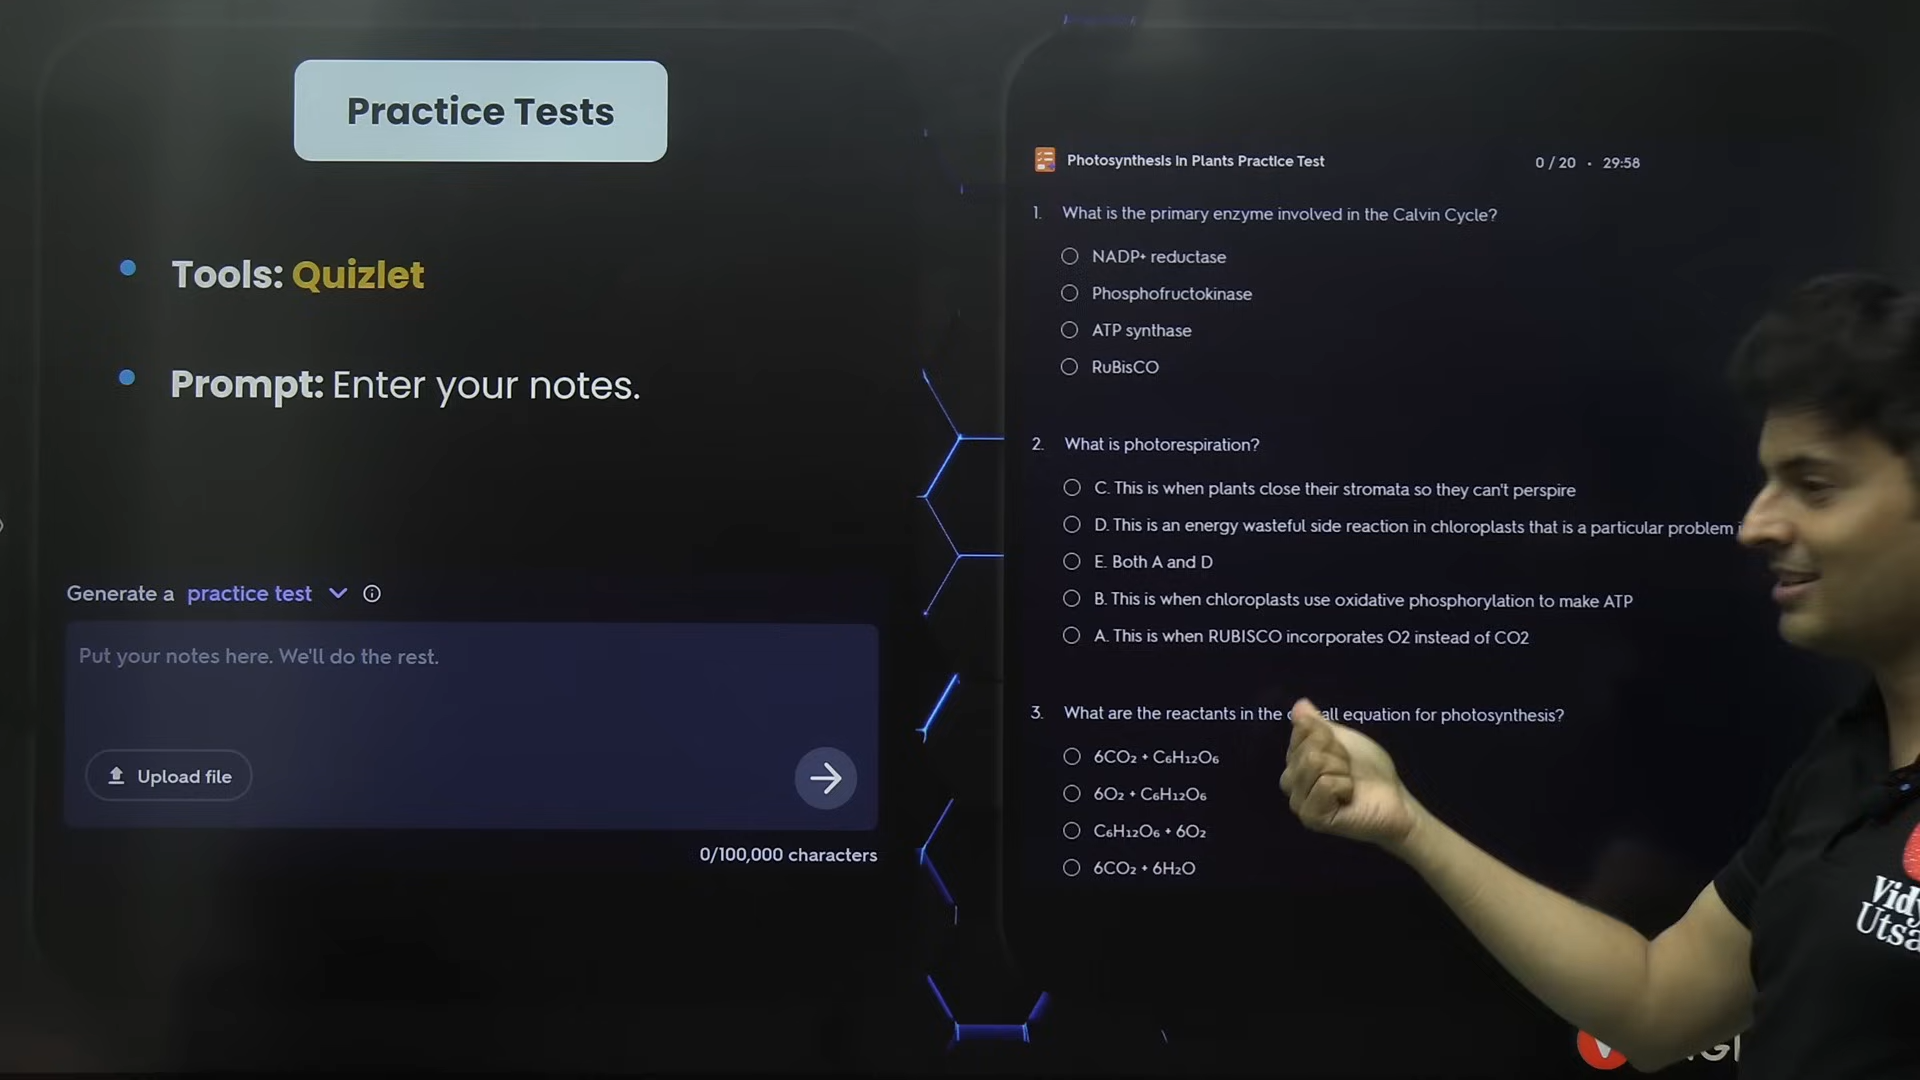 Practice Tests
Tools: Quizlet
Prompt: Enter your notes.
Generate a practice test
Put your notes here. We'll do the rest.
Upload file
0/100,000 characters
Photosynthesis in Plants Practice Test
0 / 20 · 29:58
1. What is the primary enzyme involved in the Calvin Cycle?
NADP+ reductase
Phosphofructokinase
ATP synthase
RuBisCO
2. What is photorespiration?
C. This is when plants close their stromata so they can't perspire
D. This is an energy wasteful side reaction in chloroplasts that is a particular problem
E. Both A and D
B. This is when chloroplasts use oxidative phosphorylation to make ATP
A. This is when RUBISCO incorporates O2 instead of CO2
3. What are the reactants in the equation for photosynthesis?
6CO₂ + C₆H₁₂O₆
6O₂ + C₆H₁₂O₆
C₆H₁₂O₆ + 6O₂
6CO₂ + 6H₂O